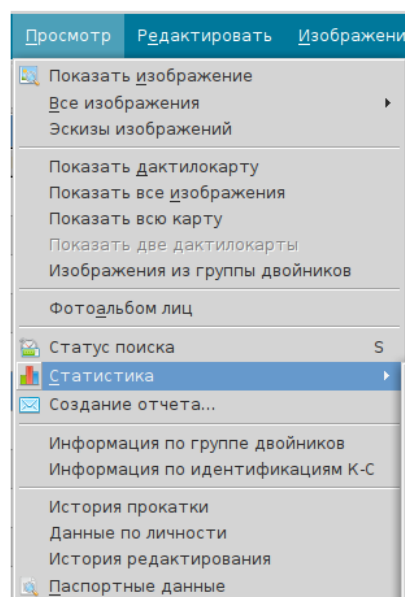 Просмотр Редактировать Изображени
Показать изображение
Все изображения
Эскизы изображений
Показать дактилокарту
Показать все изображения
Показать всю карту
Показать две дактилокарты
Изображения из группы двойников
Фотоальбом лиц
Статус поиска S
Статистика
Создание отчета...
Информация по группе двойников
Информация по идентификациям К-С
История прокатки
Данные по личности
История редактирования
Паспортные данные